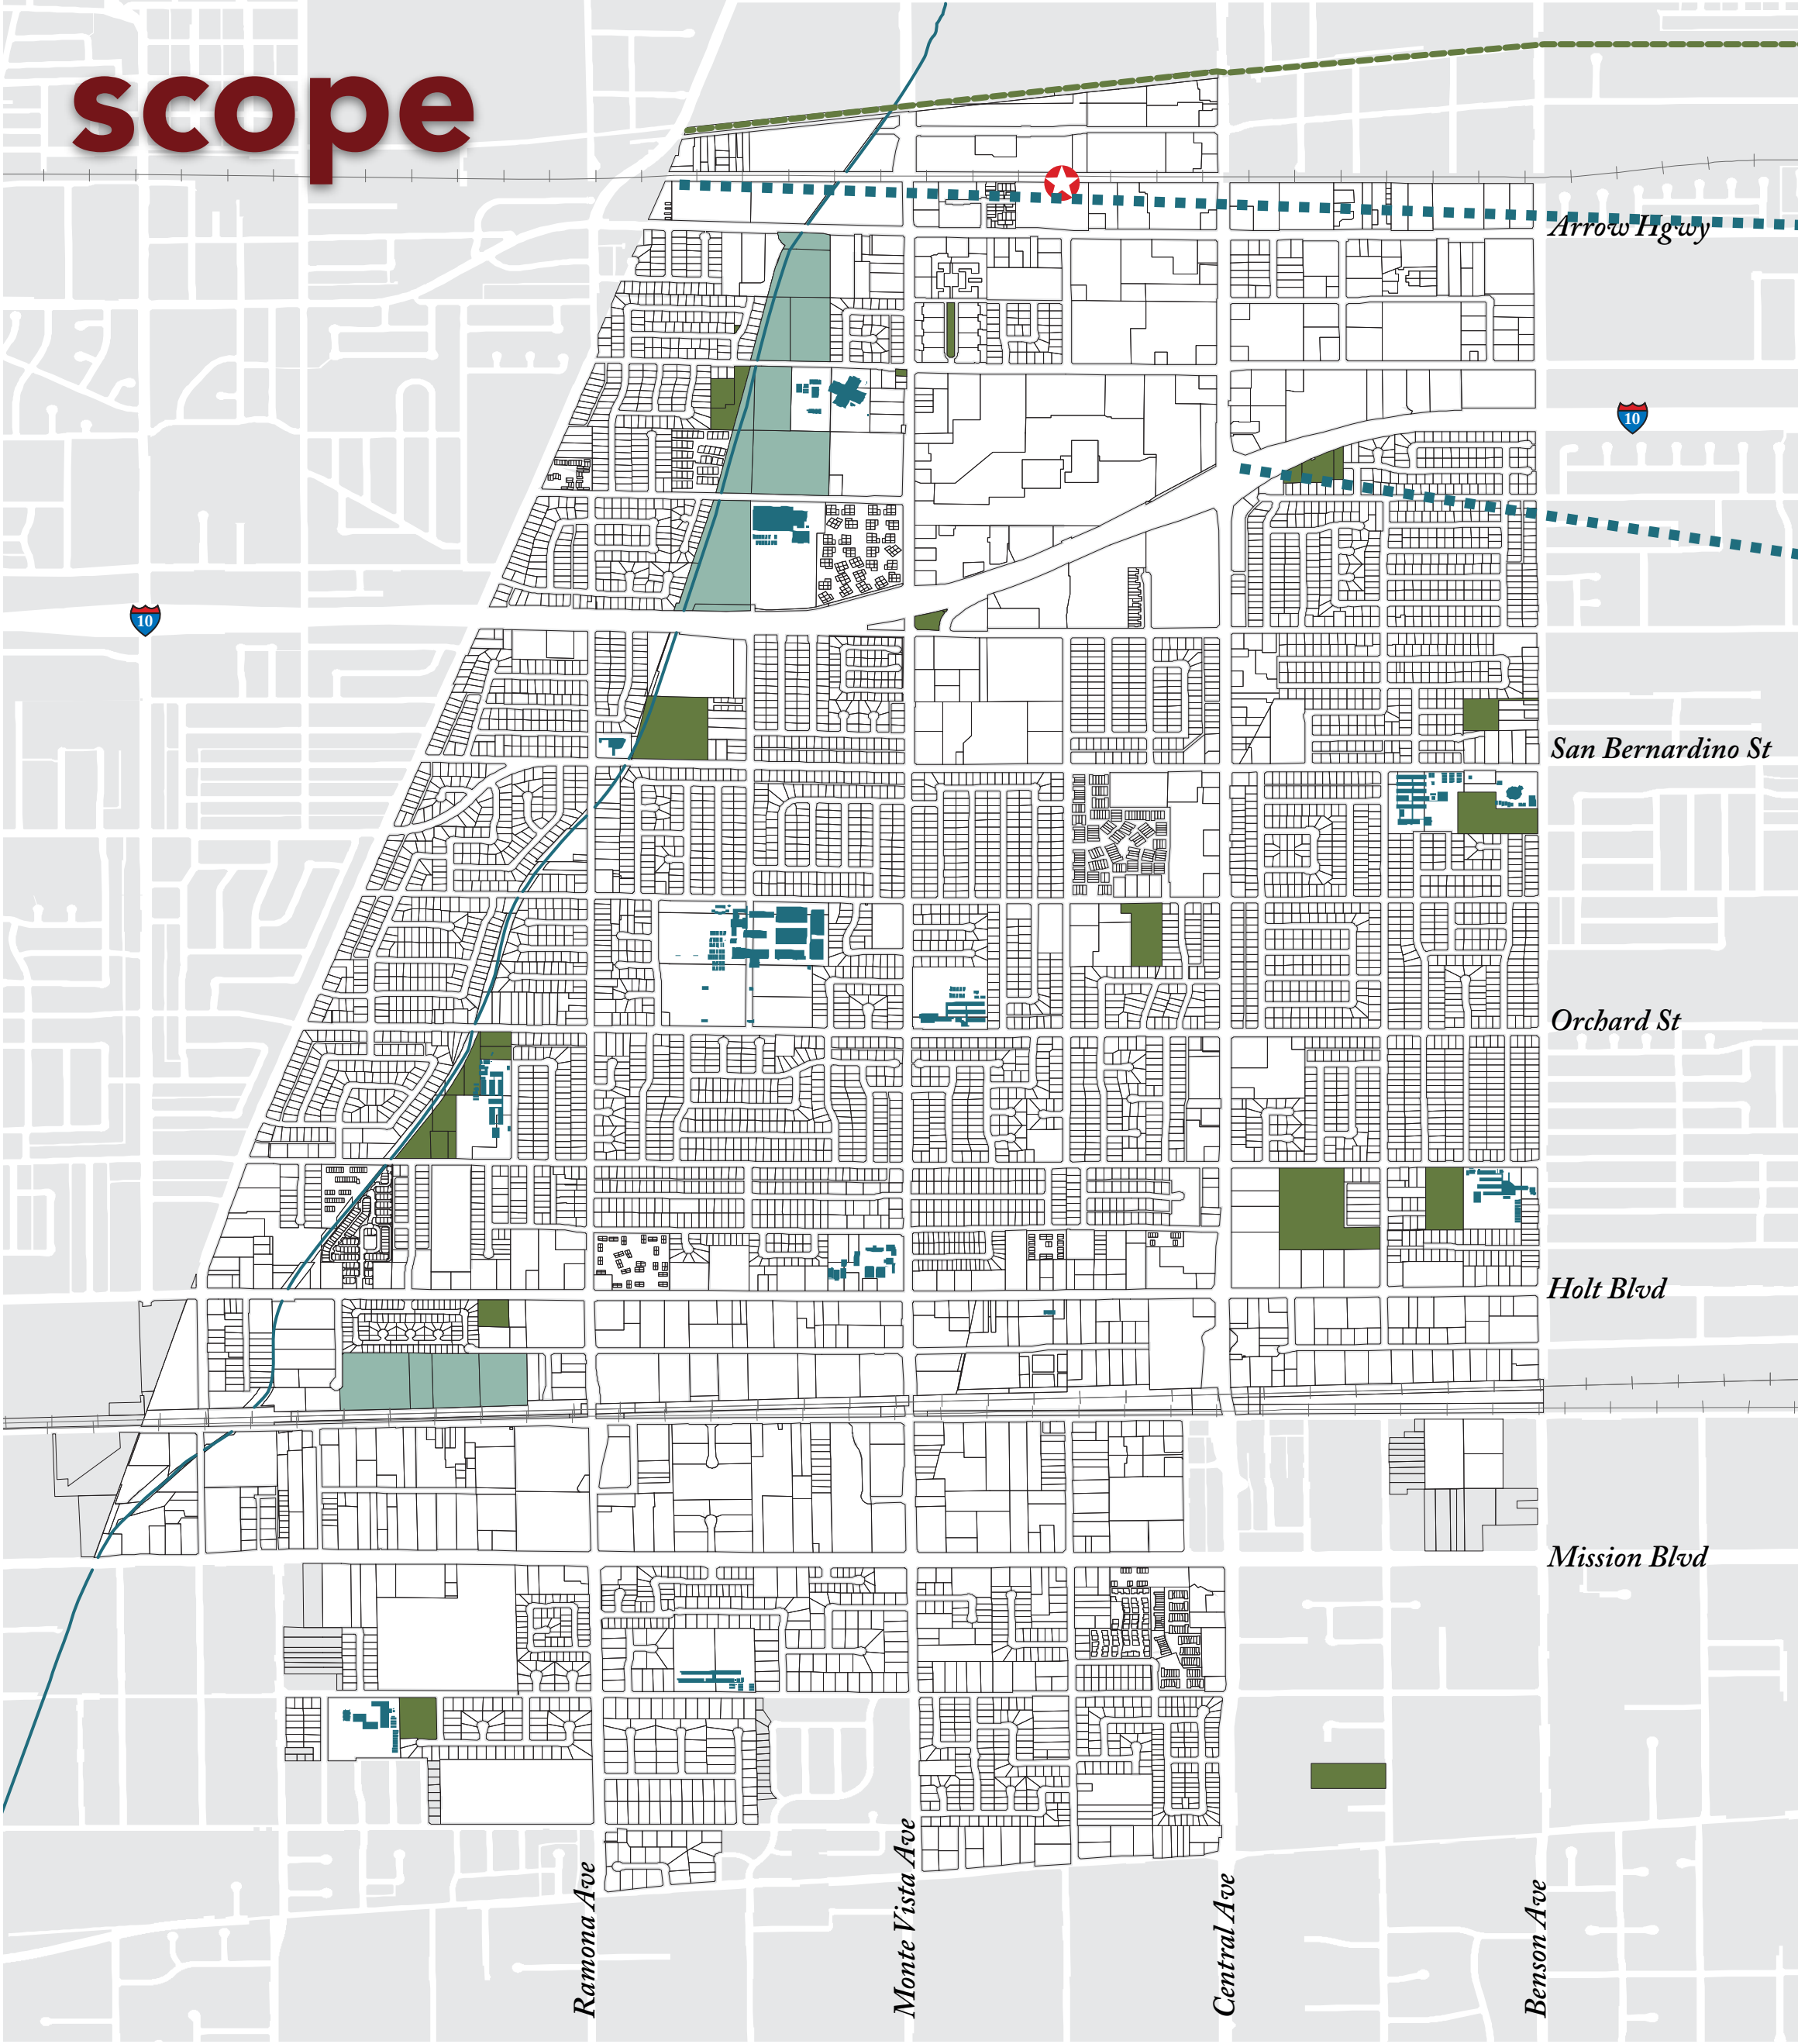 scope
Arrow Hgwy
10
10
San Bernardino St
Orchard St
Holt Blvd
Mission Blvd
Ramona Ave
Monte Vista Ave
Central Ave
Benson Ave